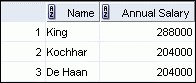 Name Annual Salary
1 King 288000
2 Kochhar 204000
3 De Haan 204000